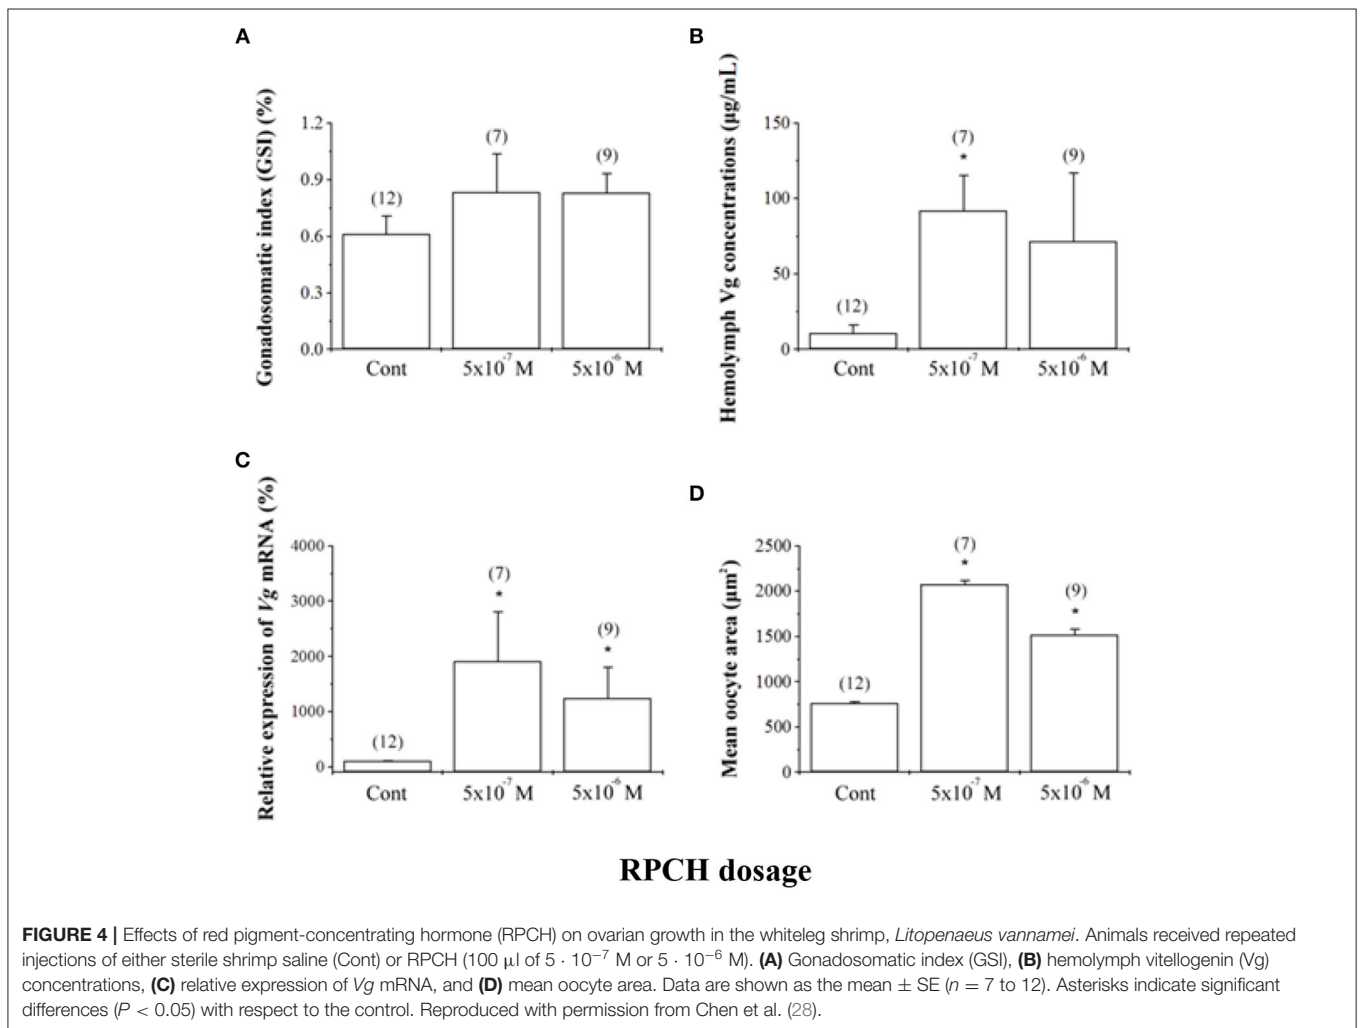 A
Gonadosomatic index (GSI) (%)
1.2
0.9
0.6
0.3
0.0
(12)
(7)
(9)
Cont
5x10⁻⁷ M
5x10⁻⁶ M
B
Hemolymph Vg concentrations (µg/mL)
150
100
50
0
(12)
(7)
*
(9)
Cont
5x10⁻⁷ M
5x10⁻⁶ M
C
Relative expression of Vg mRNA (%)
4000
3000
2000
1000
0
(12)
(7)
*
(9)
*
Cont
5x10⁻⁷ M
5x10⁻⁶ M
D
Mean oocyte area (µm²)
2500
2000
1500
1000
500
0
(12)
(7)
*
(9)
*
Cont
5x10⁻⁷ M
5x10⁻⁶ M
RPCH dosage
FIGURE 4 | Effects of red pigment-concentrating hormone (RPCH) on ovarian growth in the whiteleg shrimp, Litopenaeus vannamei. Animals received repeated
injections of either sterile shrimp saline (Cont) or RPCH (100 µl of 5 · 10⁻⁷ M or 5 · 10⁻⁶ M). (A) Gonadosomatic index (GSI), (B) hemolymph vitellogenin (Vg)
concentrations, (C) relative expression of Vg mRNA, and (D) mean oocyte area. Data are shown as the mean ± SE (n = 7 to 12). Asterisks indicate significant
differences (P < 0.05) with respect to the control. Reproduced with permission from Chen et al. (28).